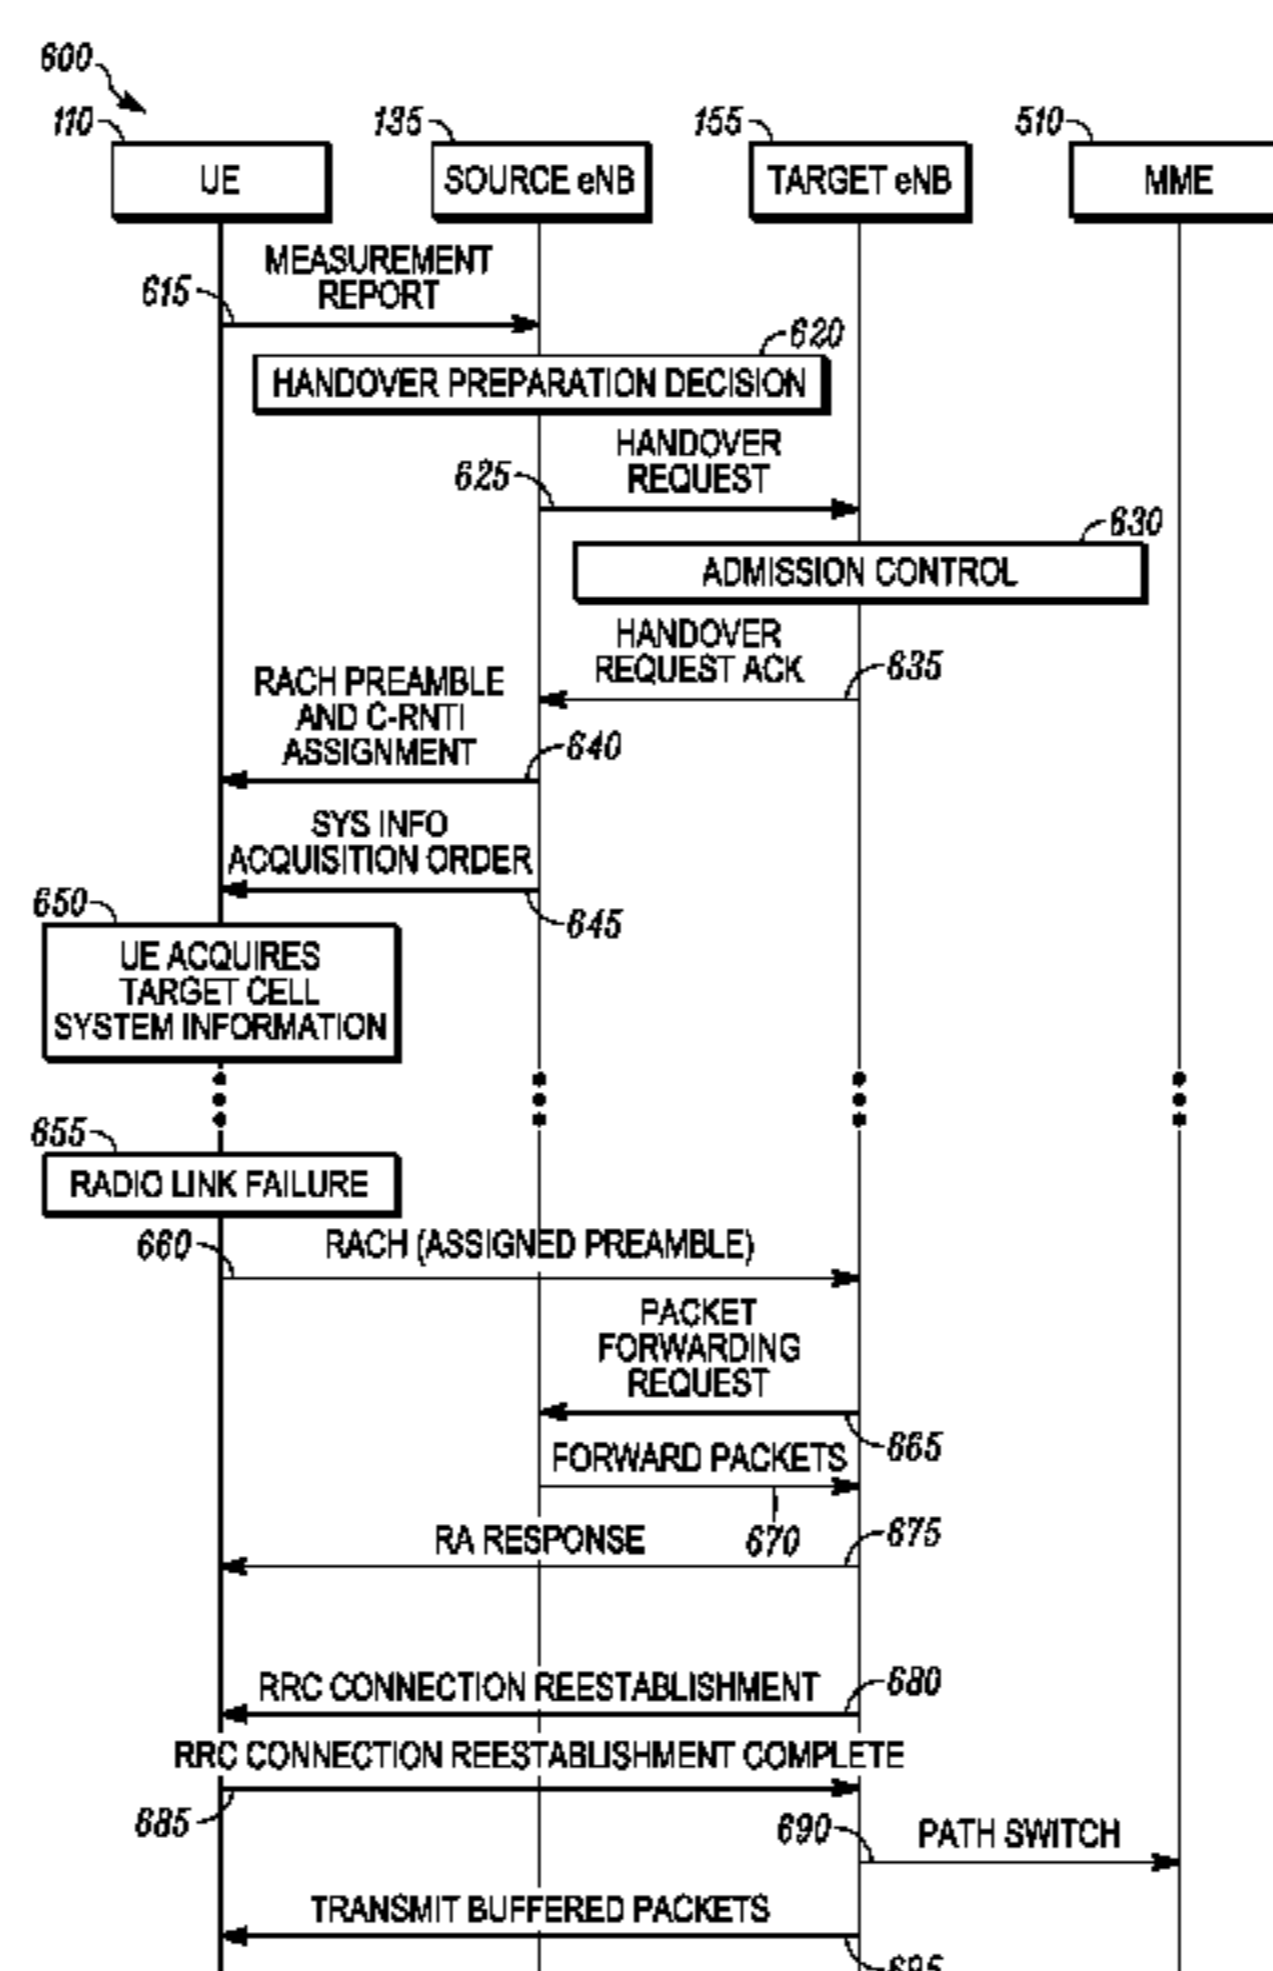 600
110
135
155
510
UE
SOURCE eNB
TARGET eNB
MME
MEASUREMENT
REPORT
615
620
HANDOVER PREPARATION DECISION
HANDOVER
REQUEST
625
630
ADMISSION CONTROL
HANDOVER
REQUEST ACK
635
RACH PREAMBLE
AND C-RNTI
ASSIGNMENT
640
SYS INFO
ACQUISITION ORDER
645
650
UE ACQUIRES
TARGET CELL
SYSTEM INFORMATION
655
RADIO LINK FAILURE
660
RACH (ASSIGNED PREAMBLE)
PACKET
FORWARDING
REQUEST
665
FORWARD PACKETS
670
RA RESPONSE
675
RRC CONNECTION REESTABLISHMENT
680
RRC CONNECTION REESTABLISHMENT COMPLETE
685
690
PATH SWITCH
TRANSMIT BUFFERED PACKETS
695